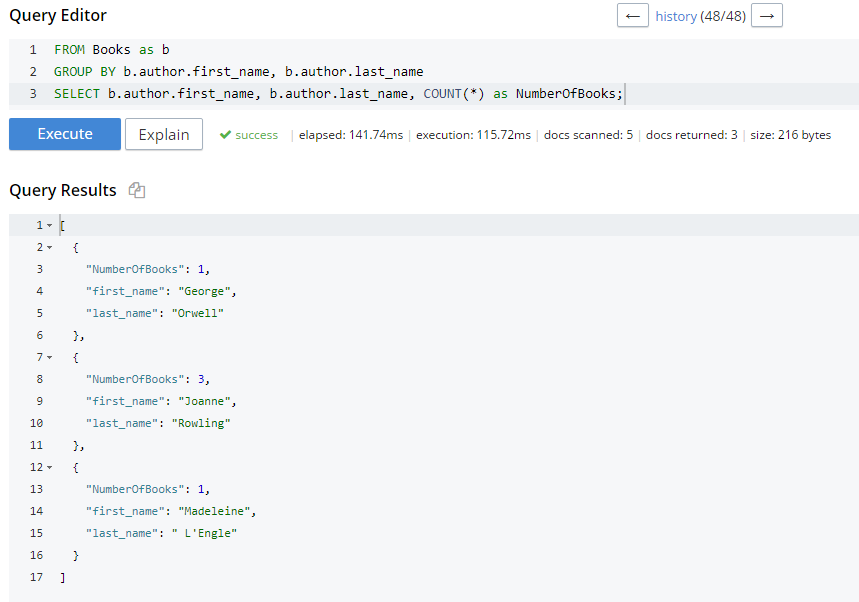 Query Editor
← history (48/48) →
1 FROM Books as b
2 GROUP BY b.author.first_name, b.author.last_name
3 SELECT b.author.first_name, b.author.last_name, COUNT(*) as NumberOfBooks;
Execute Explain ✔ success | elapsed: 141.74ms | execution: 115.72ms | docs scanned: 5 | docs returned: 3 | size: 216 bytes
Query Results
1 [
2 {
3 "NumberOfBooks": 1,
4 "first_name": "George",
5 "last_name": "Orwell"
6 },
7 {
8 "NumberOfBooks": 3,
9 "first_name": "Joanne",
10 "last_name": "Rowling"
11 },
12 {
13 "NumberOfBooks": 1,
14 "first_name": "Madeleine",
15 "last_name": " L'Engle"
16 }
17 ]